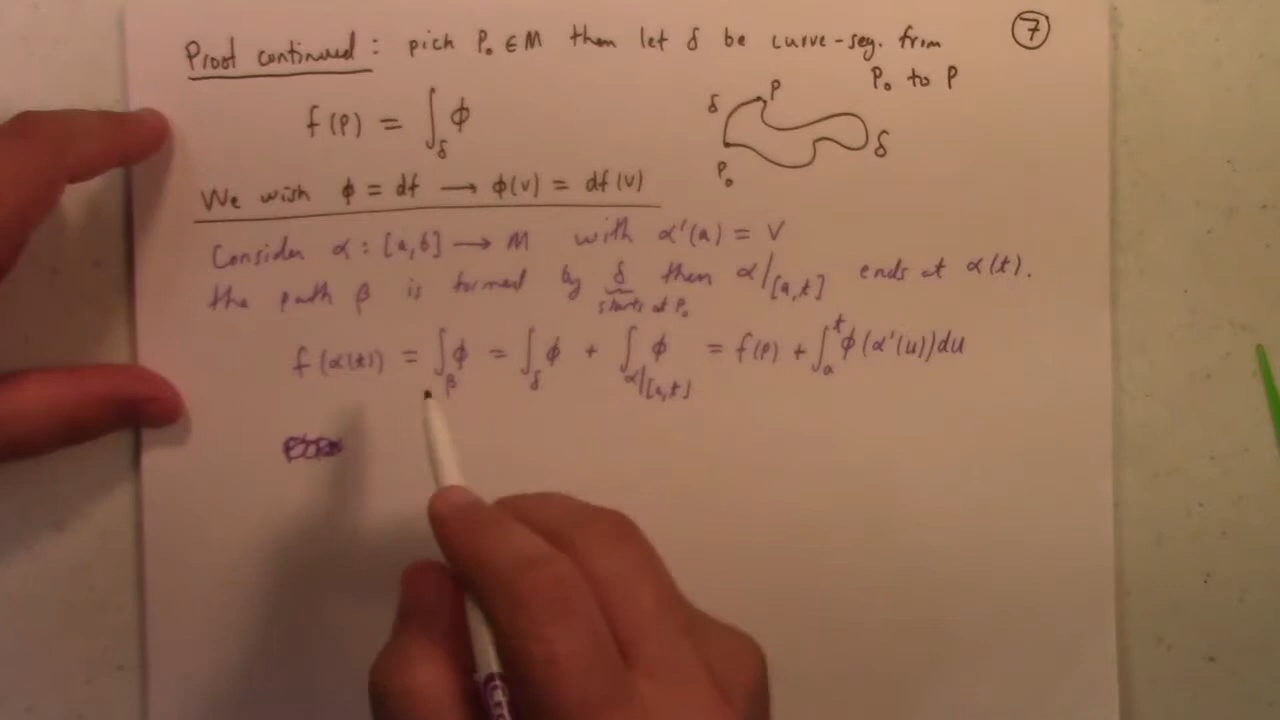 Proof continued : pick P₀ ∈ M then let δ be curve-seg. from P₀ to P
⑦
f(p) = ∫_δ ϕ
δ P
P₀ δ
We wish ϕ = df → ϕ(v) = df(v)
Consider α : [a,b] → M with α'(a) = V
the path β is formed by δ then α|[a,t] ends at α(t).
starts at P₀
f(α(t)) = ∫_β ϕ = ∫_δ ϕ + ∫_α|[a,t] ϕ = f(p) + ∫_a^t ϕ(α'(u))du